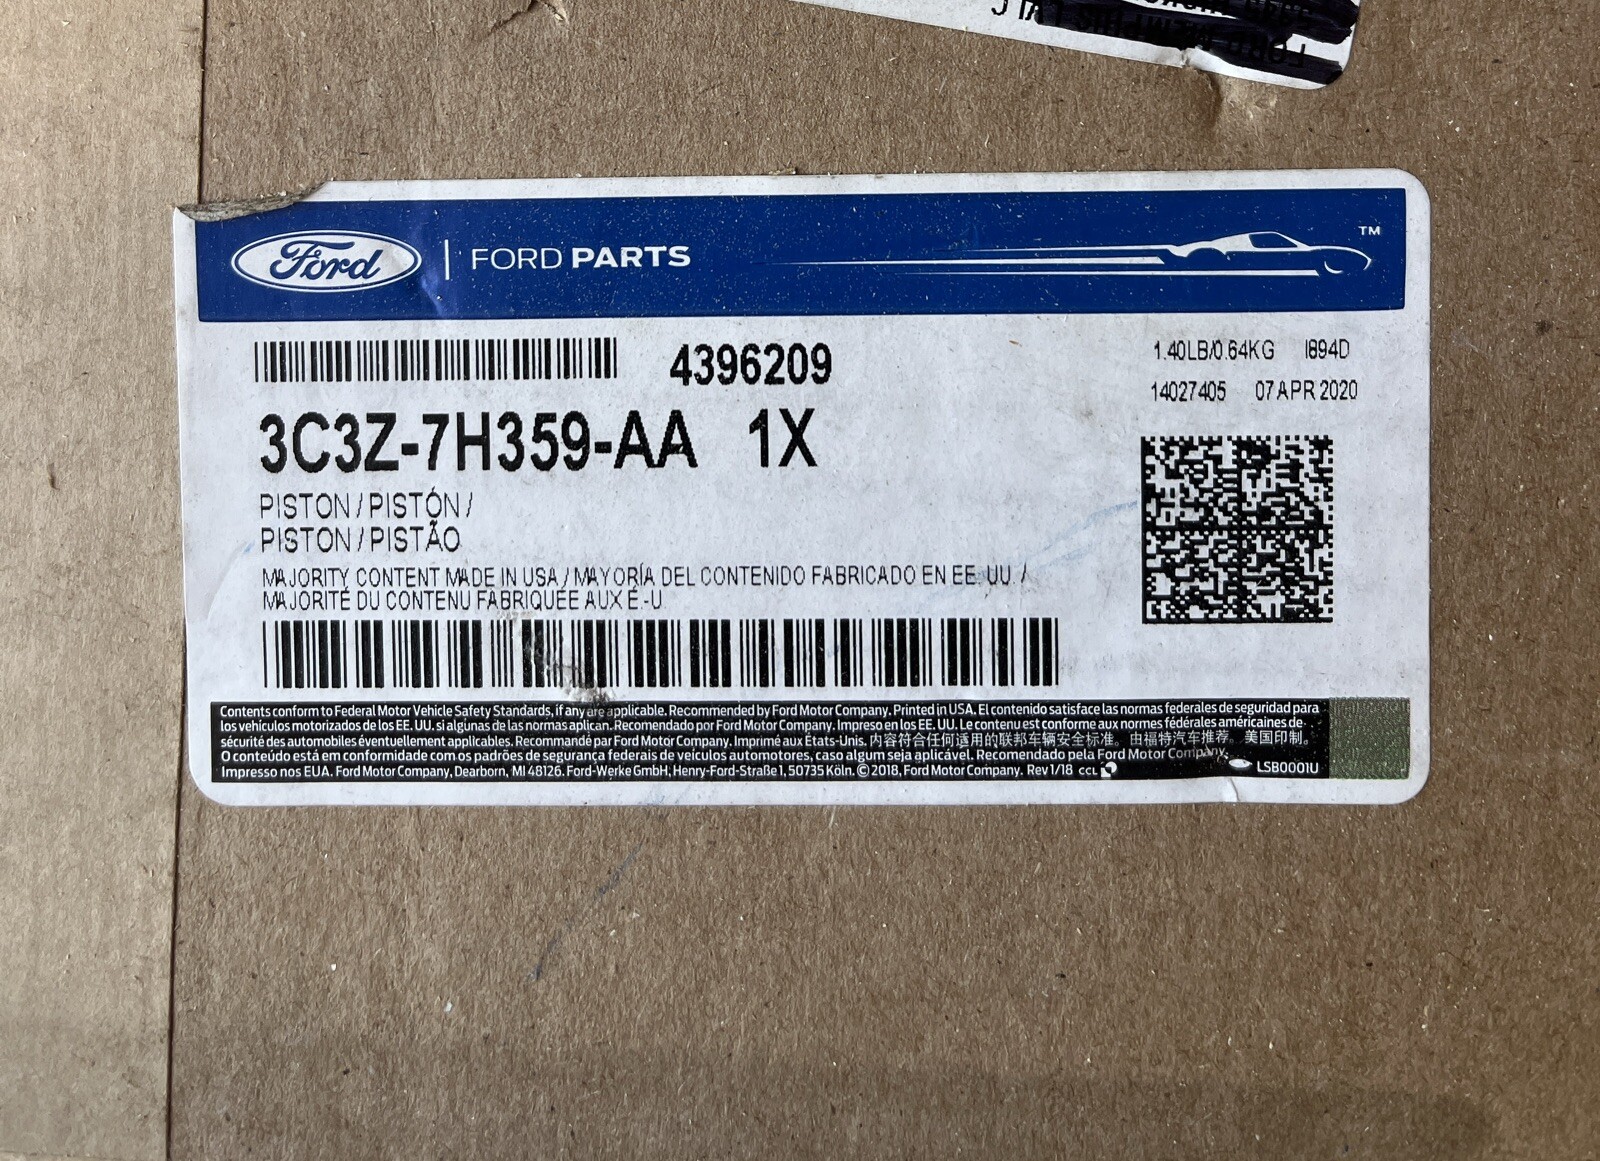 Ford | FORD PARTS
TM
4396209
1.40LB/0.64KG I894D
14027405 07 APR 2020
3C3Z-7H359-AA 1X
PISTON / PISTÓN /
PISTON / PISTÃO
MAJORITY CONTENT MADE IN USA / MAYORÍA DEL CONTENIDO FABRICADO EN EE. UU. /
MAJORITÉ DU CONTENU FABRIQUÉE AUX É.-U.
Contents conform to Federal Motor Vehicle Safety Standards, if any are applicable. Recommended by Ford Motor Company. Printed in USA. El contenido satisface las normas federales de seguridad para
los vehículos motorizados de los EE. UU. si algunas de las normas aplican. Recomendado por Ford Motor Company. Impreso en los EE. UU. Le contenu est conforme aux normes fédérales américaines de
sécurité des automobiles éventuellement applicables. Recommandé par Ford Motor Company. Imprimé aux États-Unis. 内容符合任何适用的联邦车辆安全标准。 由福特汽车推荐。 美国印制。
O conteúdo está em conformidade com os padrões de segurança federais de veículos automotores, caso algum seja aplicável. Recomendado pela Ford Motor Company.
Impresso nos EUA. Ford Motor Company, Dearborn, MI 48126. Ford-Werke GmbH, Henry-Ford-Straße 1, 50735 Köln. © 2018, Ford Motor Company. Rev 1/18 CCL LSB0001U